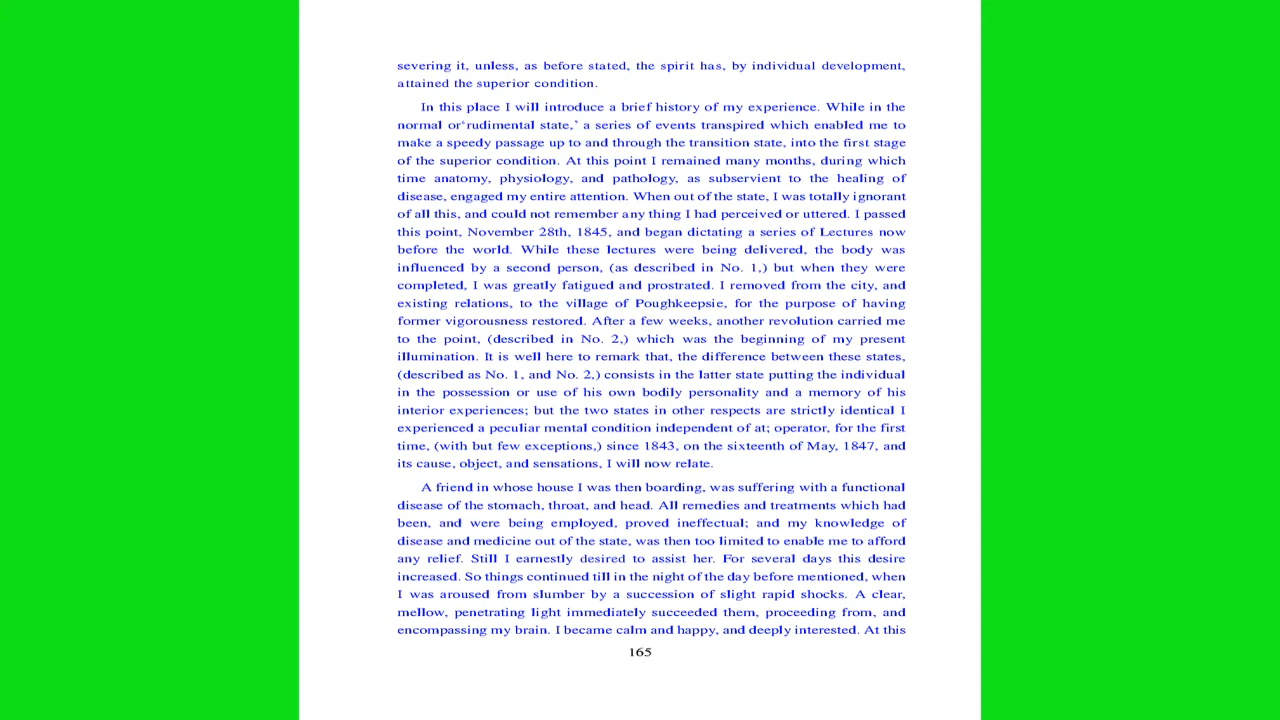 severing it, unless, as before stated, the spirit has, by individual development,
attained the superior condition.
In this place I will introduce a brief history of my experience. While in the
normal or‘rudimental state,’ a series of events transpired which enabled me to
make a speedy passage up to and through the transition state, into the first stage
of the superior condition. At this point I remained many months, during which
time anatomy, physiology, and pathology, as subservient to the healing of
disease, engaged my entire attention. When out of the state, I was totally ignorant
of all this, and could not remember any thing I had perceived or uttered. I passed
this point, November 28th, 1845, and began dictating a series of Lectures now
before the world. While these lectures were being delivered, the body was
influenced by a second person, (as described in No. 1,) but when they were
completed, I was greatly fatigued and prostrated. I removed from the city, and
existing relations, to the village of Poughkeepsie, for the purpose of having
former vigorousness restored. After a few weeks, another revolution carried me
to the point, (described in No. 2,) which was the beginning of my present
illumination. It is well here to remark that, the difference between these states,
(described as No. 1, and No. 2,) consists in the latter state putting the individual
in the possession or use of his own bodily personality and a memory of his
interior experiences; but the two states in other respects are strictly identical I
experienced a peculiar mental condition independent of at; operator, for the first
time, (with but few exceptions,) since 1843, on the sixteenth of May, 1847, and
its cause, object, and sensations, I will now relate.
A friend in whose house I was then boarding, was suffering with a functional
disease of the stomach, throat, and head. All remedies and treatments which had
been, and were being employed, proved ineffectual; and my knowledge of
disease and medicine out of the state, was then too limited to enable me to afford
any relief. Still I earnestly desired to assist her. For several days this desire
increased. So things continued till in the night of the day before mentioned, when
I was aroused from slumber by a succession of slight rapid shocks. A clear,
mellow, penetrating light immediately succeeded them, proceeding from, and
encompassing my brain. I became calm and happy, and deeply interested. At this
165